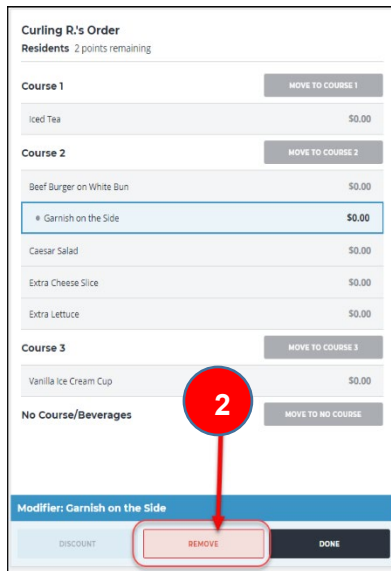 Curling R.'s Order
Residents 2 points remaining
Course 1 MOVE TO COURSE 1
Iced Tea $0.00
Course 2 MOVE TO COURSE 2
Beef Burger on White Bun $0.00
Garnish on the Side $0.00
Caesar Salad $0.00
Extra Cheese Slice $0.00
Extra Lettuce $0.00
Course 3 MOVE TO COURSE 3
Vanilla Ice Cream Cup $0.00
2
No Course/Beverages MOVE TO NO COURSE
Modifier: Garnish on the Side
DISCOUNT REMOVE DONE